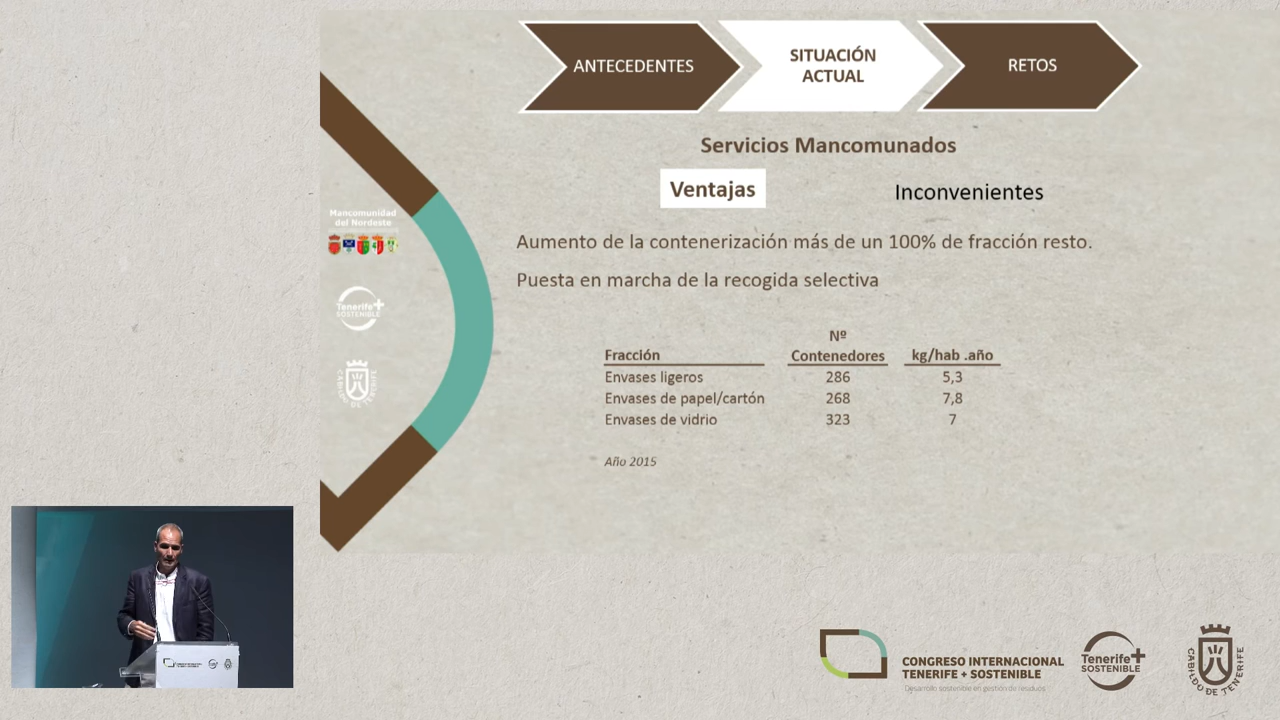 ANTECEDENTES
SITUACIÓN
ACTUAL
RETOS
Servicios Mancomunados
Ventajas
Inconvenientes
Mancomunidad
del Nordeste
Aumento de la contenerización más de un 100% de fracción resto.
Puesta en marcha de la recogida selectiva
Tenerife+
SOSTENIBLE
Nº
Fracción Contenedores kg/hab .año
Envases ligeros 286 5,3
Envases de papel/cartón 268 7,8
Envases de vidrio 323 7
CABILDO DE TENERIFE
Año 2015
CONGRESO INTERNACIONAL
TENERIFE + SOSTENIBLE
Desarrollo sostenible en gestión de residuos
Tenerife+
SOSTENIBLE
CABILDO DE TENERIFE